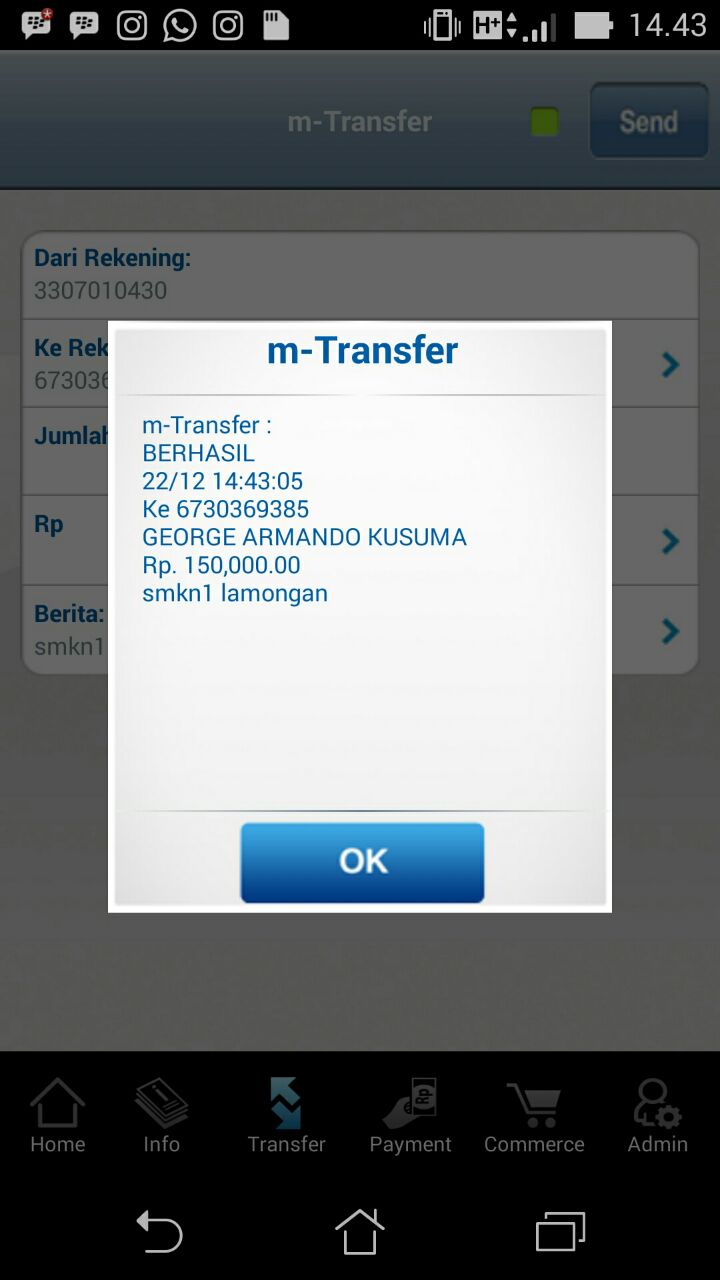 14.43
m-Transfer
Send
Dari Rekening:
3307010430
Ke Rek
673036
Jumlah
Rp
Berita:
smkn1
m-Transfer
m-Transfer :
BERHASIL
22/12 14:43:05
Ke 6730369385
GEORGE ARMANDO KUSUMA
Rp. 150,000.00
smkn1 lamongan
OK
Home
Info
Transfer
Payment
Commerce
Admin